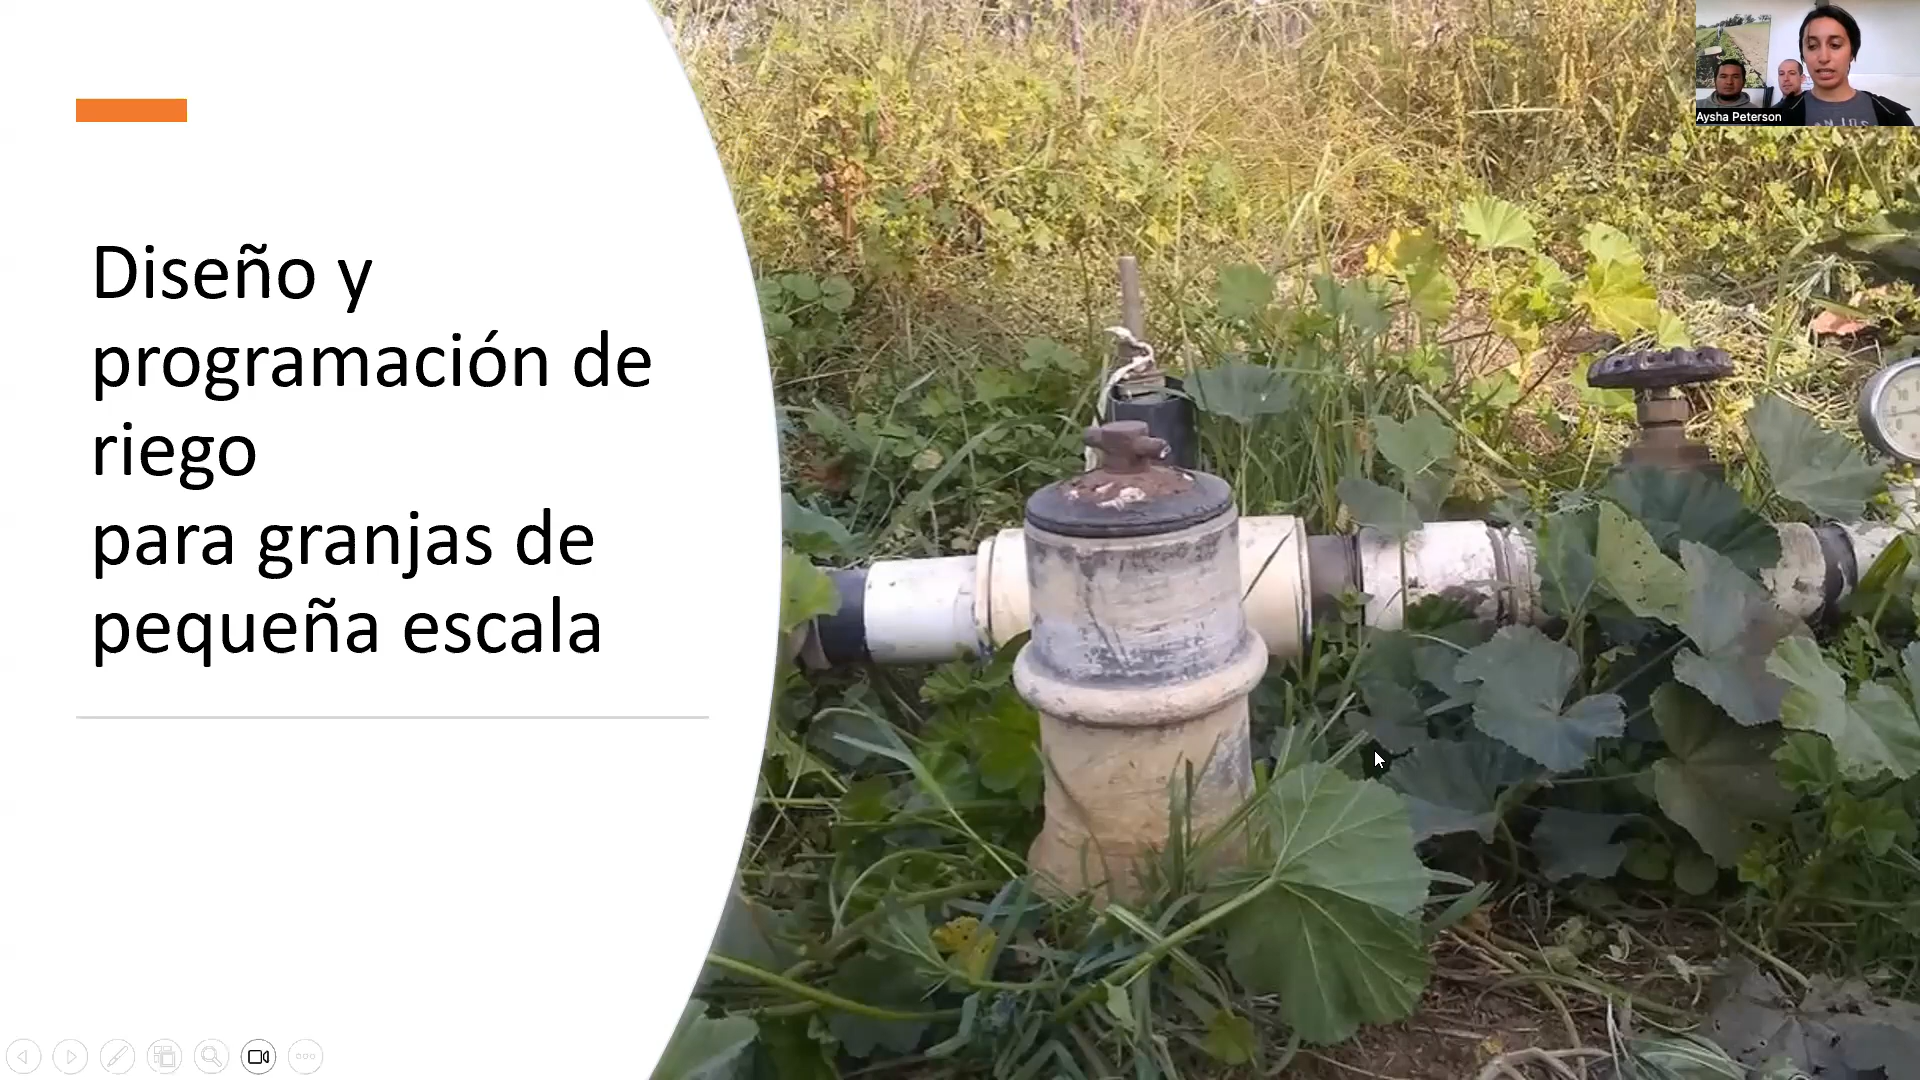 Aysha Peterson
Diseño y
programación de
riego
para granjas de
pequeña escala